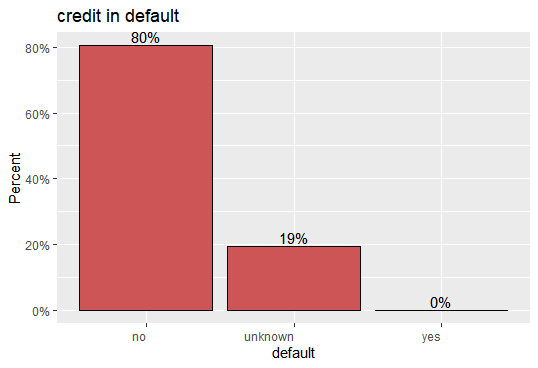 credit in default
80%
80%
60%
40%
20%
0%
19%
0%
Percent
no unknown yes
default